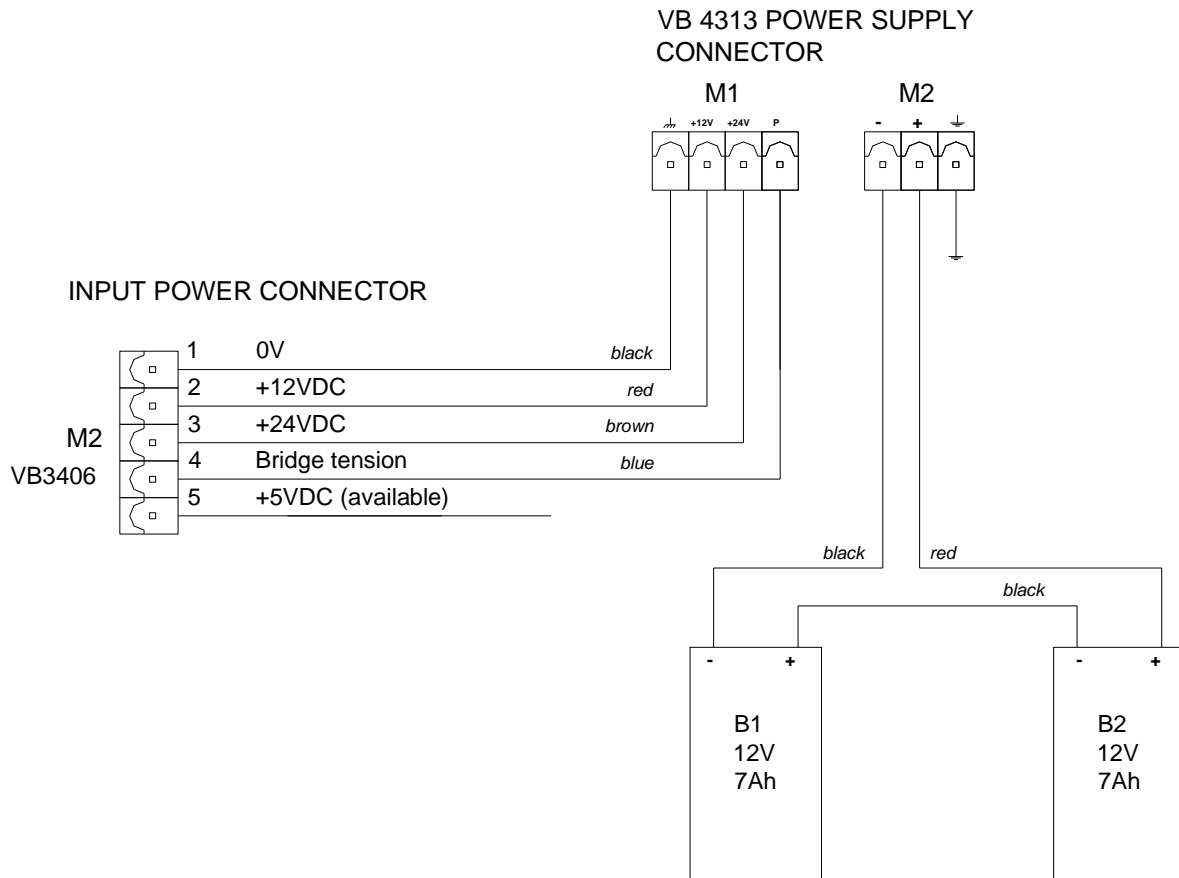 VB 4313 POWER SUPPLY
CONNECTOR
M1 M2
+12V +24V P - +
INPUT POWER CONNECTOR
1 0V black
2 +12VDC red
3 +24VDC brown
M2
4 Bridge tension blue
VB3406
5 +5VDC (available)
black red
black
- + - +
B1 B2
12V 12V
7Ah 7Ah